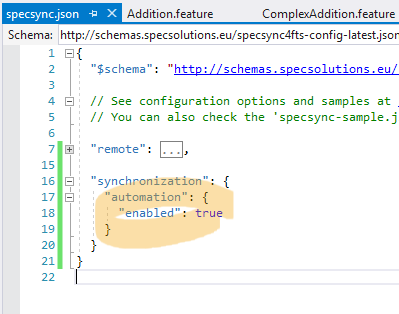 specsync.json Addition.feature ComplexAddition.feature
Schema: http://schemas.specsolutions.eu/specsync4fts-config-latest.json
1 {
2 "$schema": "http://schemas.specsolutions.eu/
3
4 // See configuration options and samples at
5 // You can also check the 'specsync-sample.j
6
7 "remote": {...},
15
16 "synchronization": {
17 "automation": {
18 "enabled": true
19 }
20 }
21 }
22